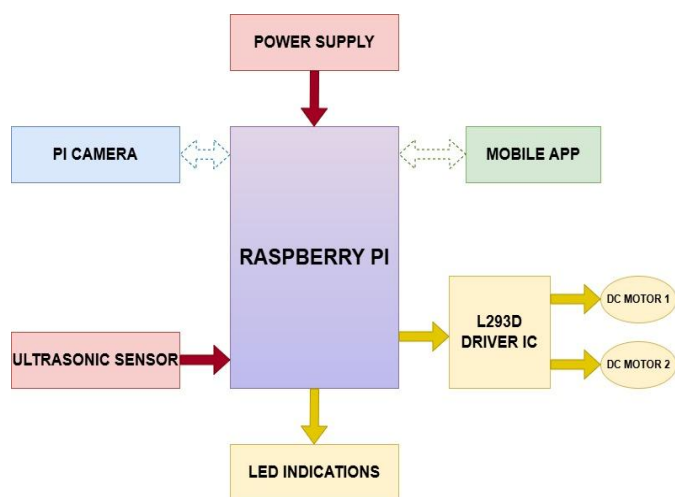 POWER SUPPLY
PI CAMERA
MOBILE APP
RASPBERRY PI
ULTRASONIC SENSOR
L293D
DRIVER IC
DC MOTOR 1
DC MOTOR 2
LED INDICATIONS